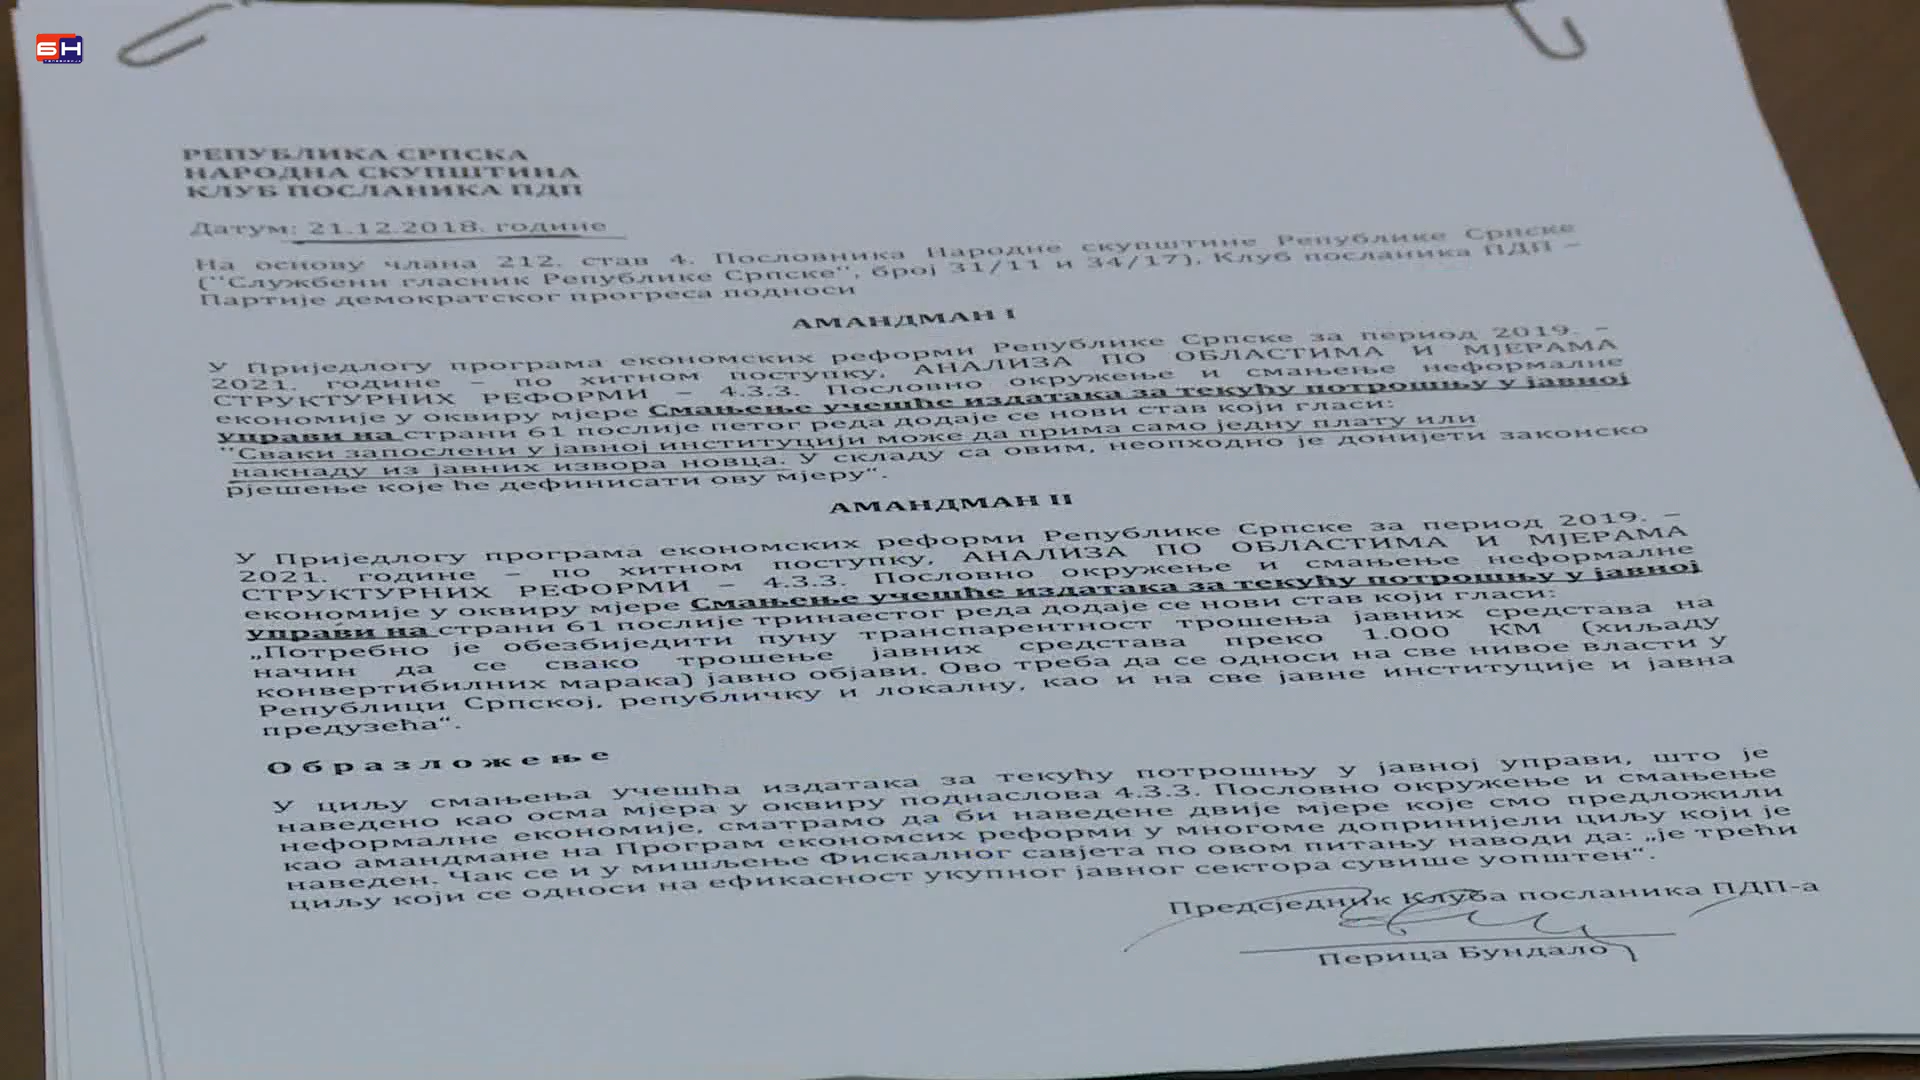 БН
ТЕЛЕВИЗИЈА
РЕПУБЛИКА СРПСКА
НАРОДНА СКУПШТИНА
КЛУБ ПОСЛАНИКА ПДП
Датум: 21.12.2018. године
На основу члана 212. став 4. Пословника Народне скупштине Републике Српске
(''Службени гласник Републике Српске'', број 31/11 и 34/17), Клуб посланика ПДП –
Партије демократског прогреса подноси
АМАНДМАН I
У Приједлогу програма економских реформи Републике Српске за период 2019. –
2021. године – по хитном поступку, АНАЛИЗА ПО ОБЛАСТИМА И МЈЕРАМА
СТРУКТУРНИХ РЕФОРМИ – 4.3.3. Пословно окружење и смањење неформалне
економије у оквиру мјере Смањење учешће издатака за текућу потрошњу у јавној
управи на страни 61 послије петог реда додаје се нови став који гласи:
''Сваки запослени у јавној институцији може да прима само једну плату или
накнаду из јавних извора новца. У складу са овим, неопходно је донијети законско
рјешење које ће дефинисати ову мјеру“.
АМАНДМАН II
У Приједлогу програма економских реформи Републике Српске за период 2019. –
2021. године – по хитном поступку, АНАЛИЗА ПО ОБЛАСТИМА И МЈЕРАМА
СТРУКТУРНИХ РЕФОРМИ – 4.3.3. Пословно окружење и смањење неформалне
економије у оквиру мјере Смањење учешће издатака за текућу потрошњу у јавној
управи на страни 61 послије тринаестог реда додаје се нови став који гласи:
„Потребно је обезбиједити пуну транспарентност трошења јавних средстава на
начин да се свако трошење јавних средстава преко 1.000 КМ (хиљаду
конвертибилних марака) јавно објави. Ово треба да се односи на све нивое власти у
Републици Српској, републичку и локалну, као и на све јавне институције и јавна
предузећа“.
Образложење
У циљу смањења учешћа издатака за текућу потрошњу у јавној управи, што је
наведено као осма мјера у оквиру поднаслова 4.3.3. Пословно окружење и смањење
неформалне економије, сматрамо да би наведене двије мјере које смо предложили
као амандмане на Програм економсих реформи у многоме допринијели циљу који је
наведен. Чак се и у мишљење Фискалног савјета по овом питању наводи да: „је трећи
циљу који се односи на ефикасност укупног јавног сектора сувише уопштен“.
Предсједник Клуба посланика ПДП-а
Перица Бундало